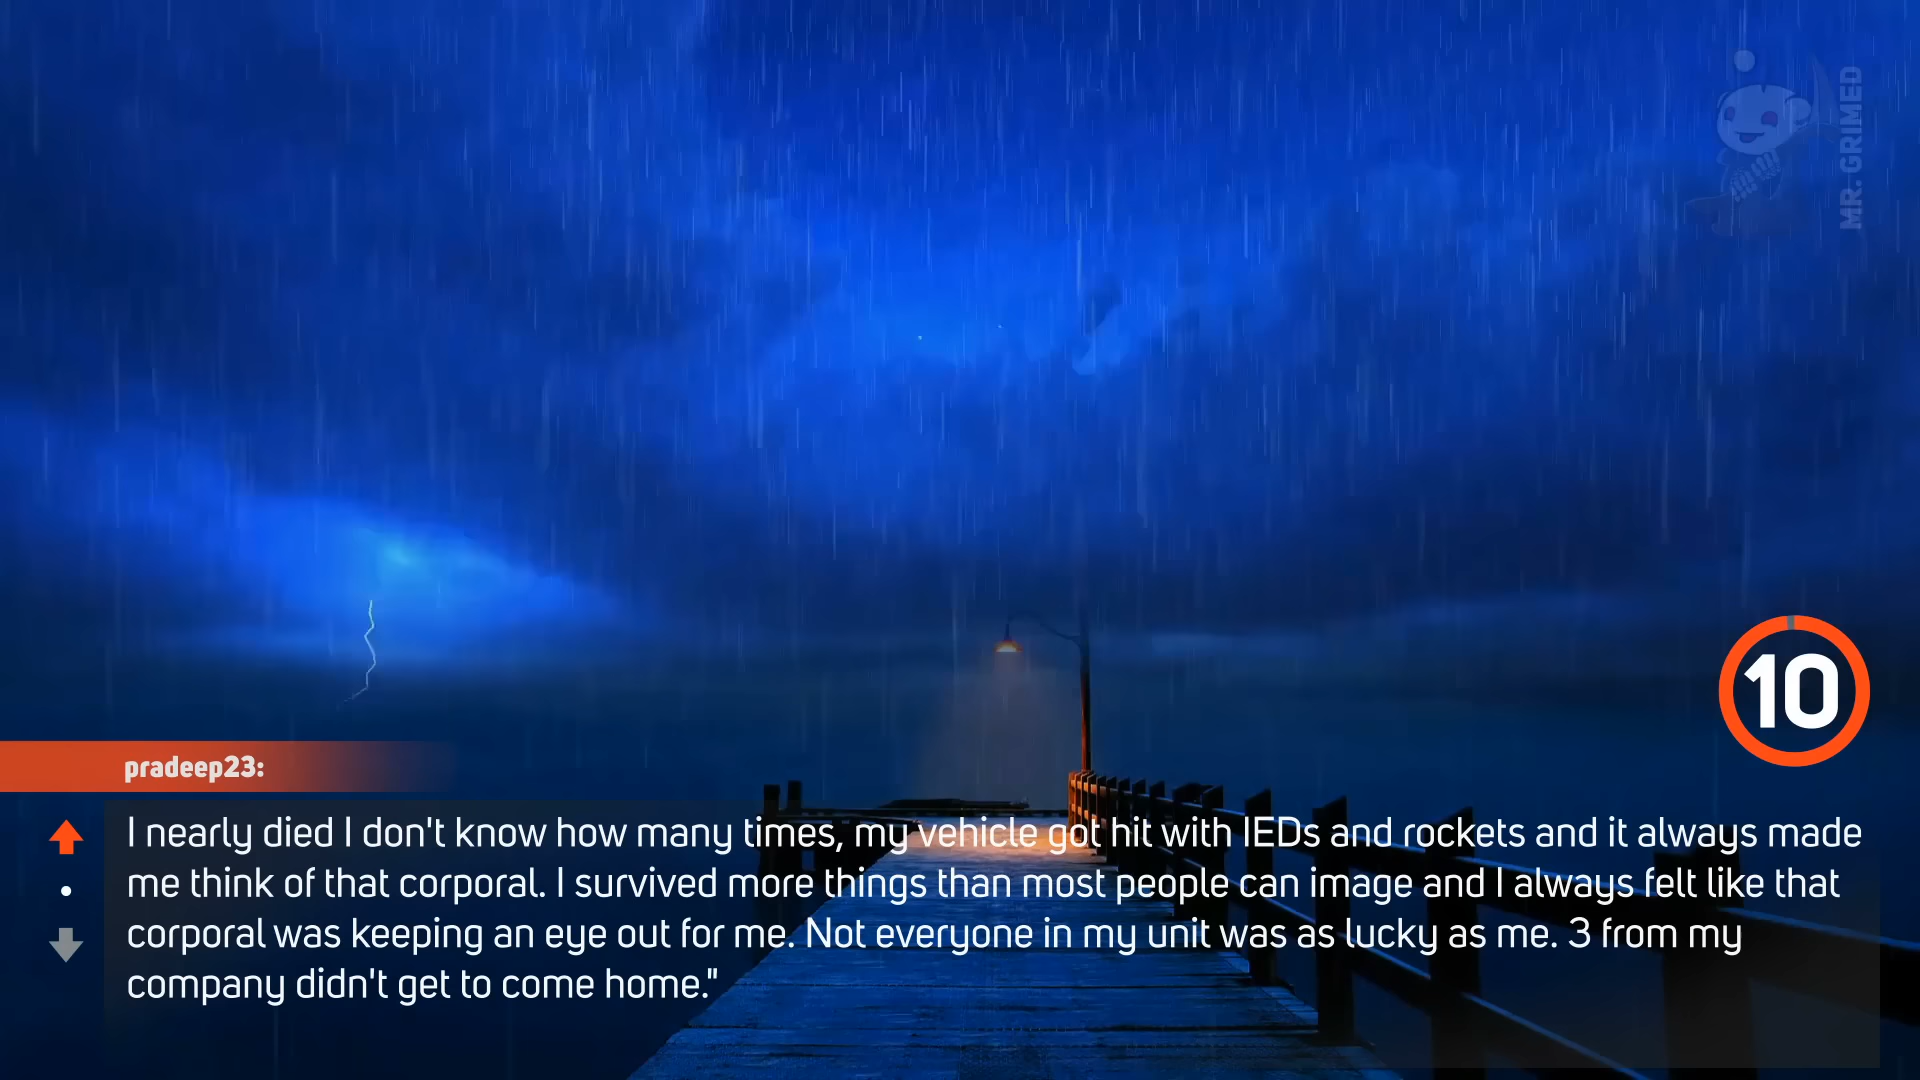 MR. GRIMED
10
pradeep23:
I nearly died I don't know how many times, my vehicle got hit with IEDs and rockets and it always made
me think of that corporal. I survived more things than most people can image and I always felt like that
corporal was keeping an eye out for me. Not everyone in my unit was as lucky as me. 3 from my
company didn't get to come home."